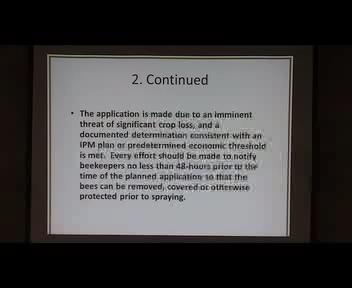 2. Continued
• The application is made due to an imminent
threat of significant crop loss, and a
documented determination consistent with an
IPM plan or predetermined economic threshold
is met. Every effort should be made to notify
beekeepers no less than 48-hours prior to the
time of the planned application so that the
bees can be removed, covered or otherwise
protected prior to spraying.